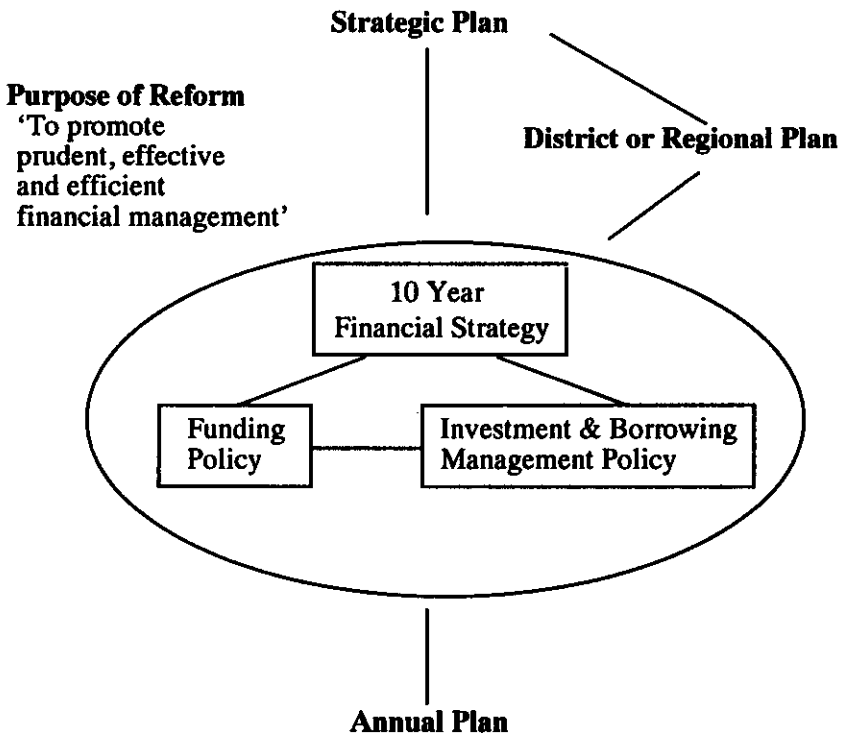 Strategic Plan
Purpose of Reform
‘To promote
prudent, effective
and efficient
financial management’
District or Regional Plan
10 Year
Financial Strategy
Funding
Policy
Investment & Borrowing
Management Policy
Annual Plan